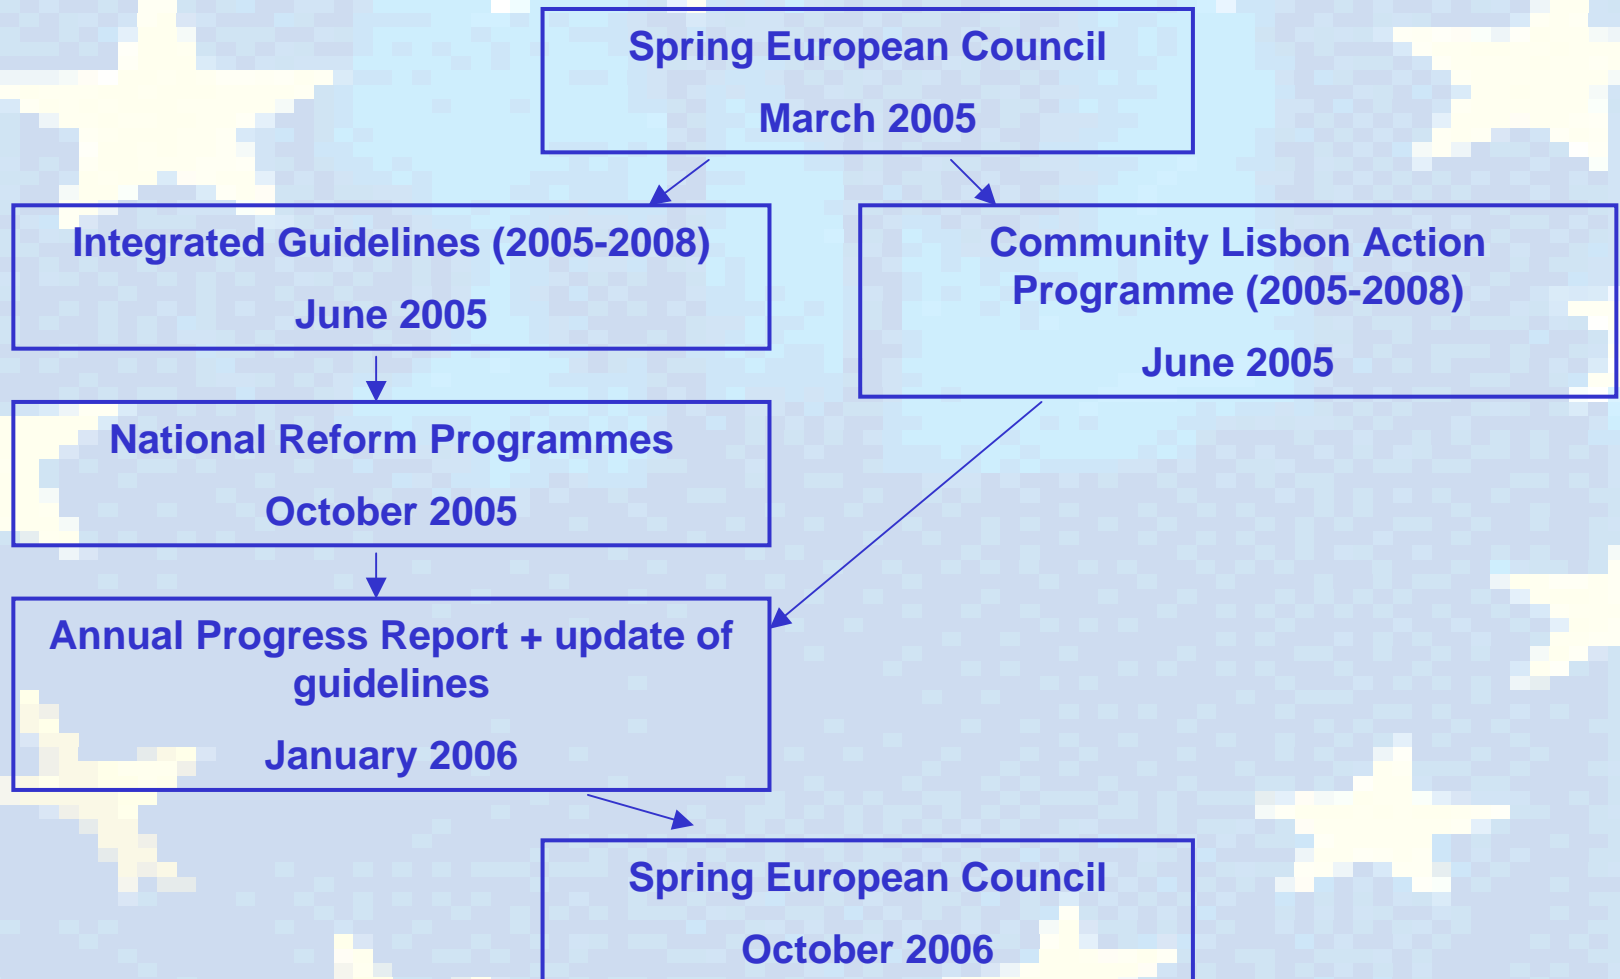 Spring European Council
March 2005
Integrated Guidelines (2005-2008)
June 2005
Community Lisbon Action
Programme (2005-2008)
June 2005
National Reform Programmes
October 2005
Annual Progress Report + update of
guidelines
January 2006
Spring European Council
October 2006